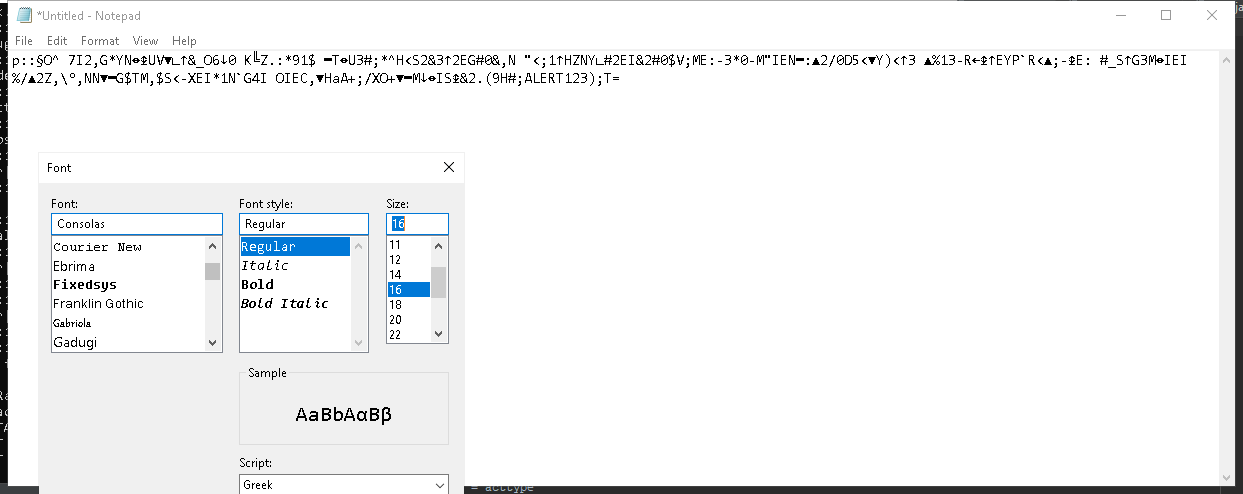 *Untitled - Notepad
File Edit Format View Help
p::§O^ 7I2,G*YN↔↨UV▼∟↑&_O6↓0 K╚Z.:*91$ ━T↔U3#;*^H<S2&3↑2EG#0&,N "<;1↑HZNY∟#2EI&2#0$V;ME:-3*0-M"IEN━:▲2/0D5<▼Y)<↑3 ▲%13-R←↨↑EYP`R<▲;-↨E: #_S↑G3M↔IEI
%/▲2Z,\°,NN▼━G$TM,$S<-XEI*1N`G4I OIEC,▼HaA+;/XO+▼━M↓↔IS↨&2.(9H#;ALERT123);T=
Font
Font: Font style: Size:
Consolas Regular 16
Courier New Regular 11
Ebrima Italic 12
Fixedsys Bold 14
Franklin Gothic Bold Italic 16
Gabriola 18
Gadugi 20
22
Sample
AaBbAαBβ
Script:
Greek
= acctype